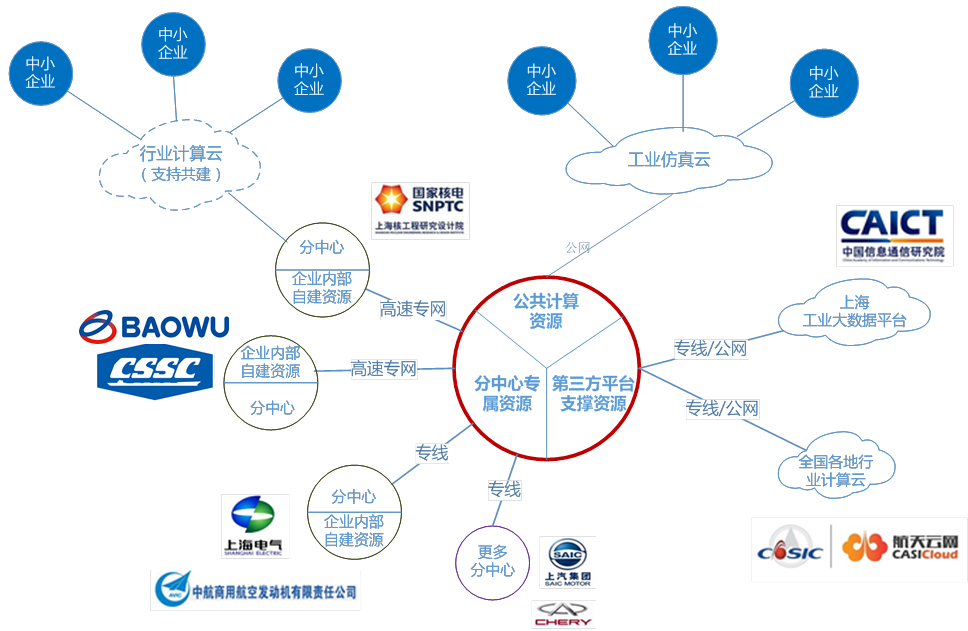 中小
企业
中小
企业
中小
企业
中小
企业
中小
企业
中小
企业
行业计算云
（支持共建）
工业仿真云
国家核电
SNPTC
上海核工程研究设计院
CAICT
中国信息通信研究院
China Academy of Information and Communications Technology
公网
分中心
企业内部
自建资源
高速专网
公共计算
资源
上海
工业大数据平台
BAOWU
CSSC
企业内部
自建资源
分中心
高速专网
分中心专
属资源
第三方平台
支撑资源
专线/公网
专线/公网
专线
全国各地行
业计算云
上海电气
SHANGHAI ELECTRIC
分中心
企业内部
自建资源
专线
更多
分中心
SAIC
上汽集团
SAIC MOTOR
CASIC
航天云网
CASICloud
AVIC
中航商用航空发动机有限责任公司
CHERY